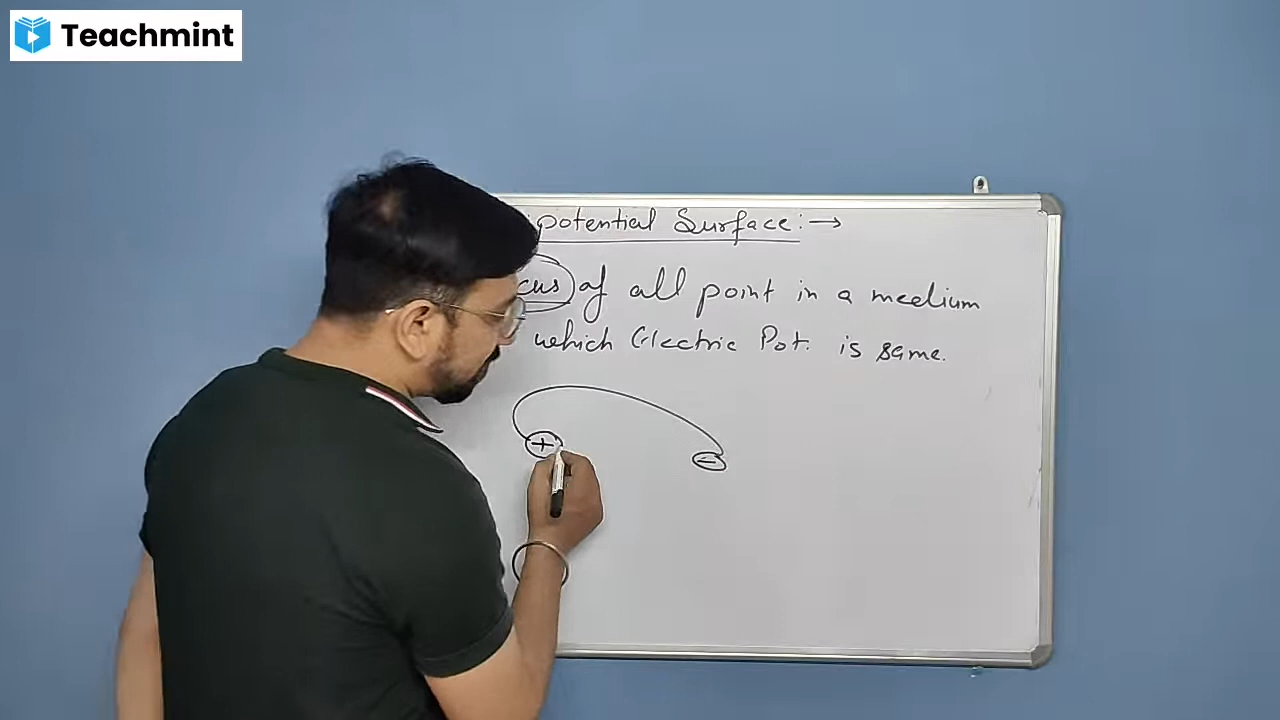 Teachmint
potential Surface:→
cus of all point in a medium
which Electric Pot. is same.
+
-